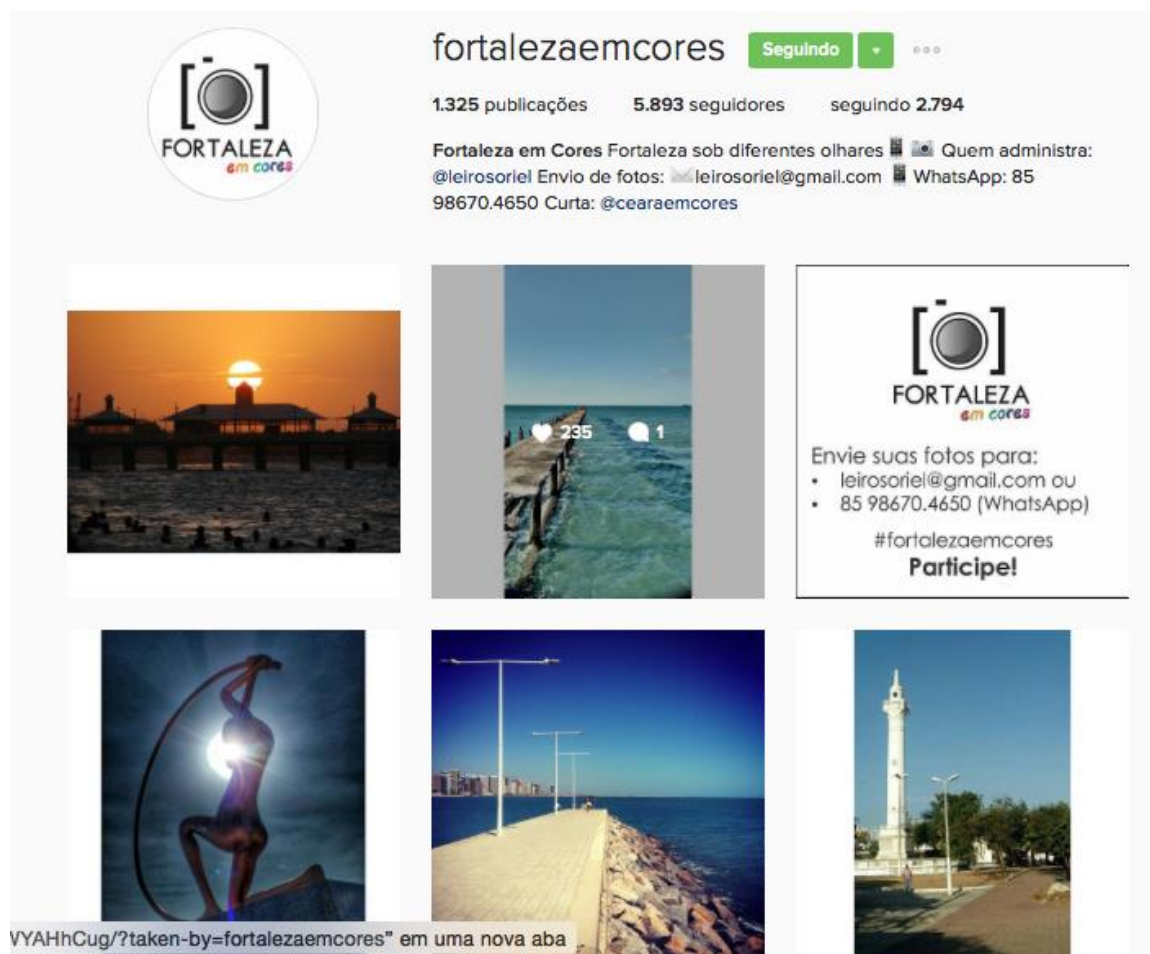 fortalezaemcores Seguindo
1.325 publicações 5.893 seguidores seguindo 2.794
Fortaleza em Cores Fortaleza sob diferentes olhares Quem administra:
@leirosoriel Envio de fotos: leirosoriel@gmail.com WhatsApp: 85
98670.4650 Curta: @cearaemcores
FORTALEZA
em cores
235 1
FORTALEZA
em cores
Envie suas fotos para:
• leirosoriel@gmail.com ou
• 85 98670.4650 (WhatsApp)
#fortalezaemcores
Participe!
YAHhCug/?taken-by=fortalezaemcores” em uma nova aba